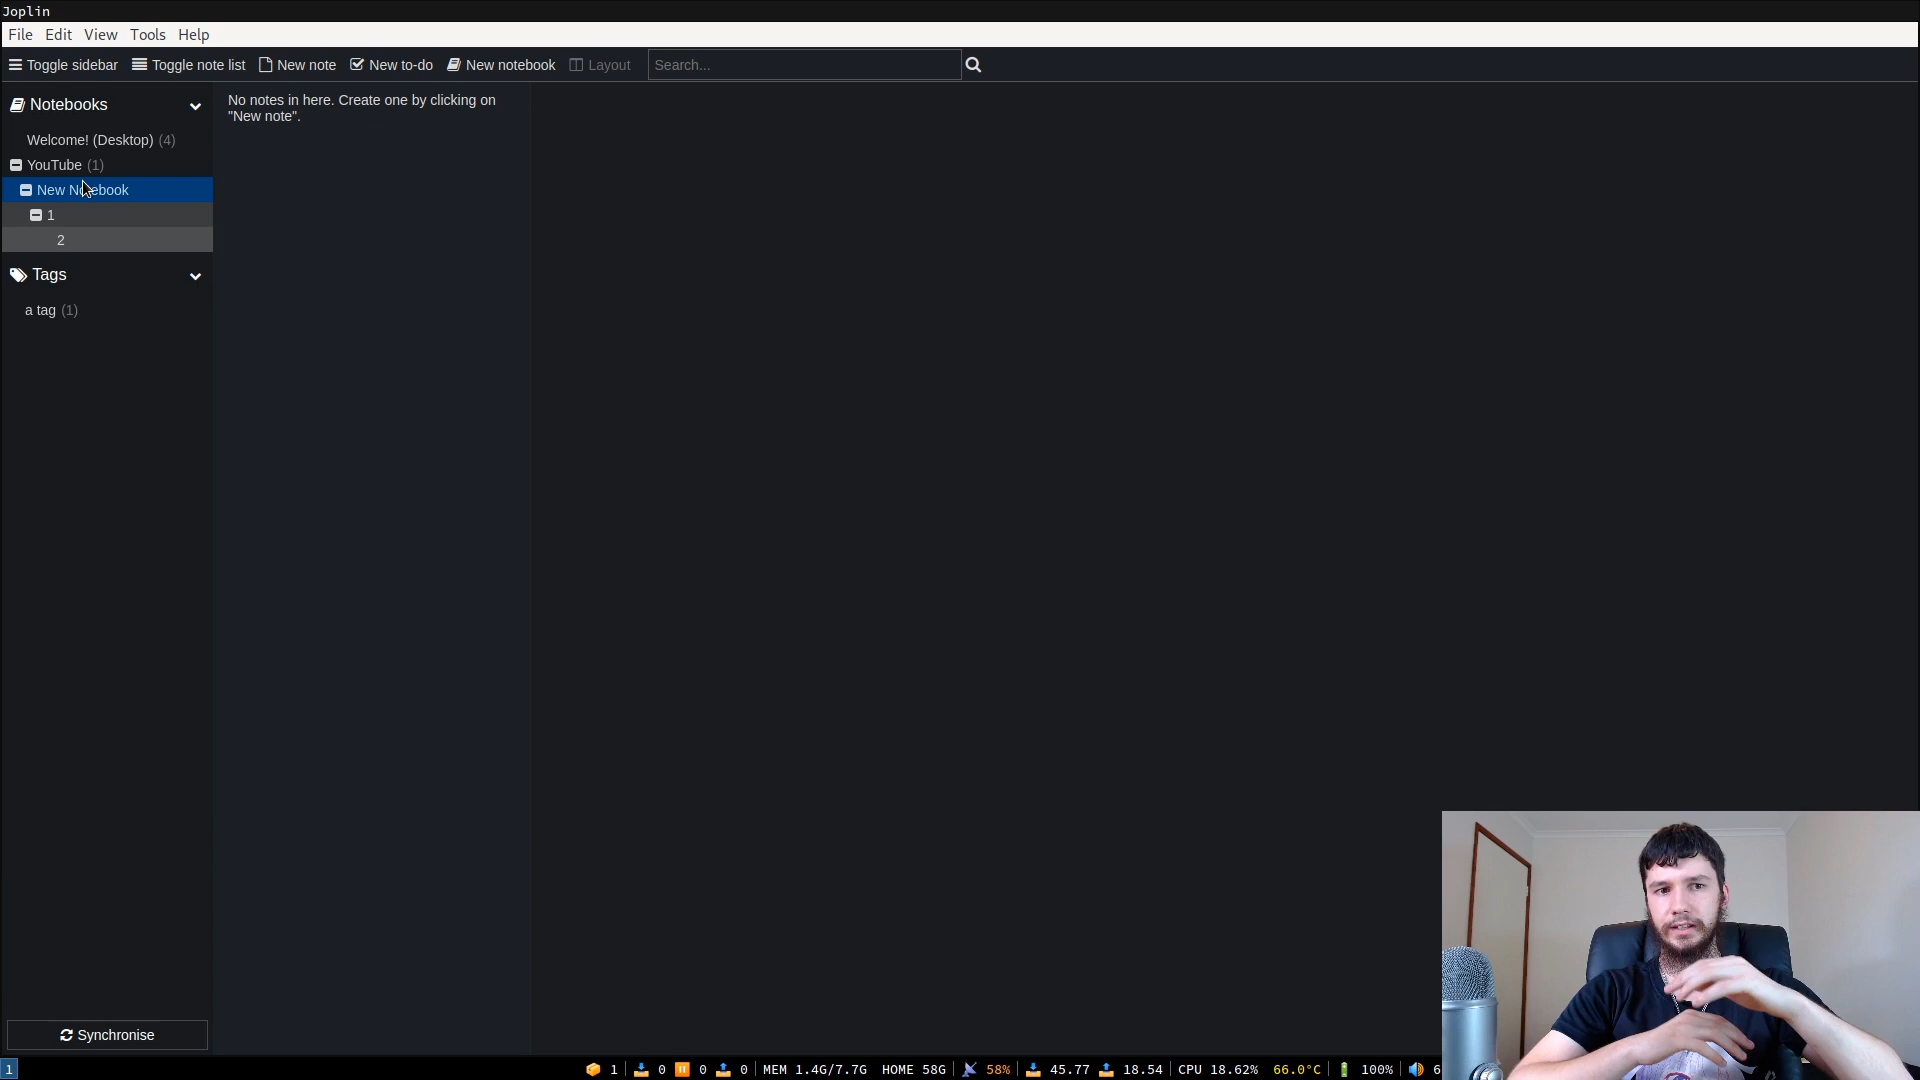 Joplin
File Edit View Tools Help
Toggle sidebar Toggle note list New note New to-do New notebook Layout Search...
Notebooks
Welcome! (Desktop) (4)
YouTube (1)
New Notebook
1
2
Tags
a tag (1)
No notes in here. Create one by clicking on
"New note".
Synchronise
1 1 0 0 0 MEM 1.4G/7.7G HOME 58G 58% 45.77 18.54 CPU 18.62% 66.0°C 100% 6